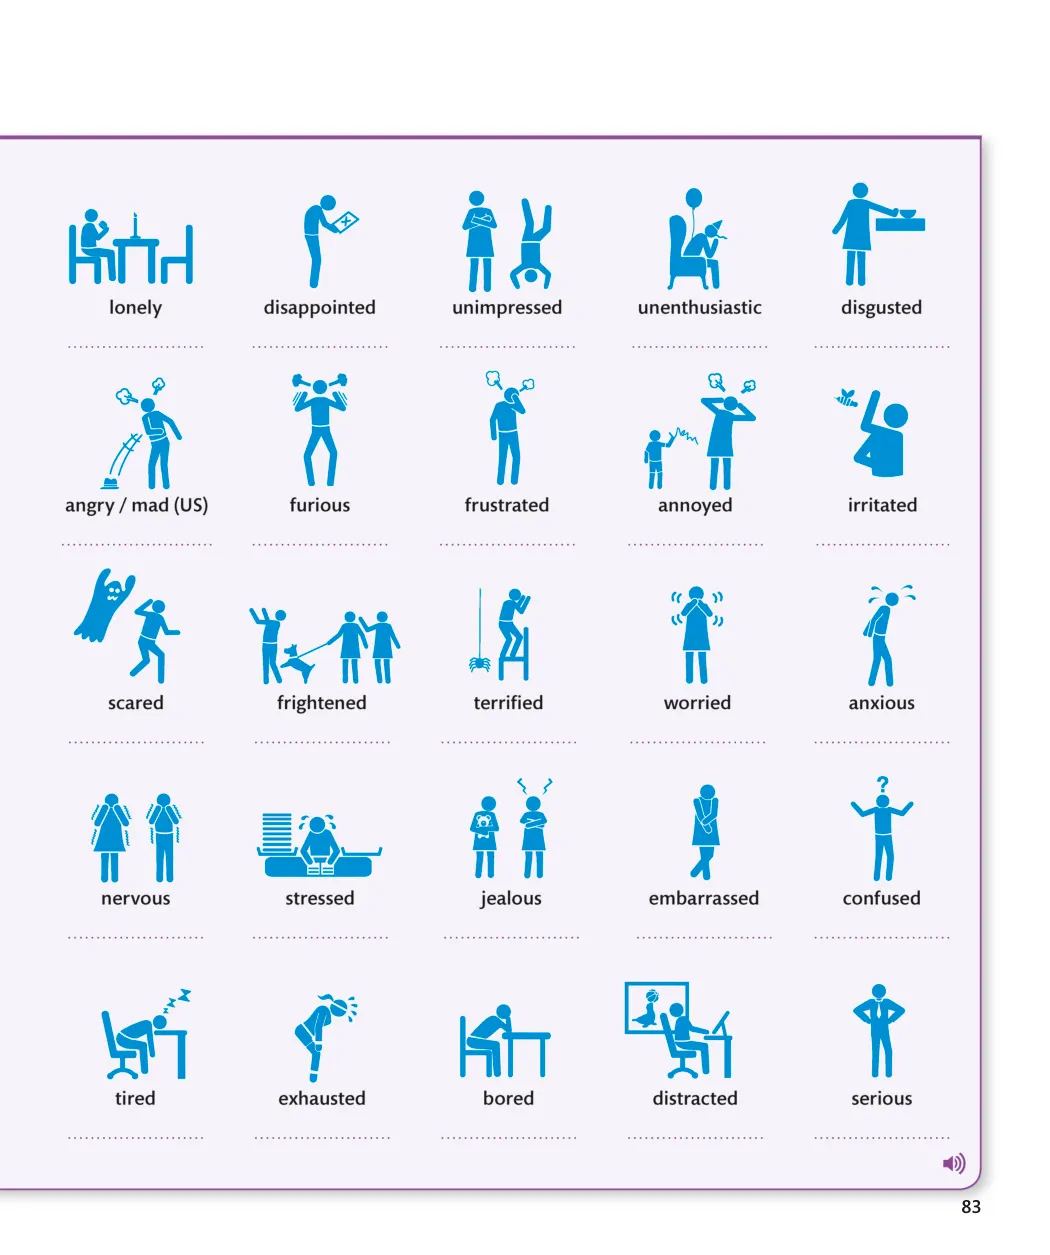 lonely disappointed unimpressed unenthusiastic disgusted
angry / mad (US) furious frustrated annoyed irritated
scared frightened terrified worried anxious
?
nervous stressed jealous embarrassed confused
z z z
tired exhausted bored distracted serious
83